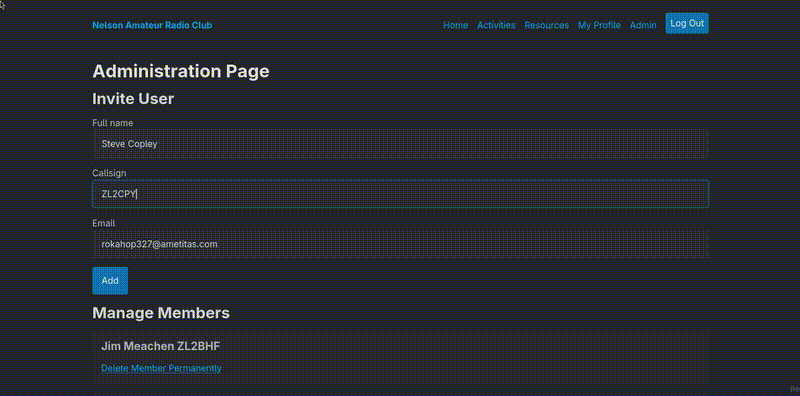 Nelson Amateur Radio Club Home Activities Resources My Profile Admin Log Out
Administration Page
Invite User
Full name
Steve Copley
Callsign
ZL2CPY
Email
rokahop327@ametitas.com
Add
Manage Members
Jim Meachen ZL2BHF
Delete Member Permanently